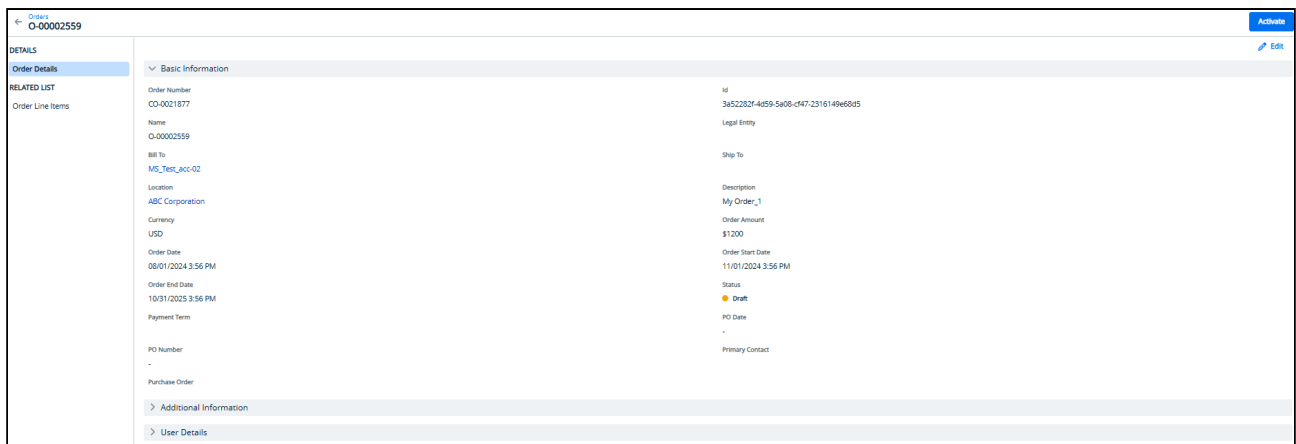 Orders
O-00002559
Activate
DETAILS
Edit
Order Details
Basic Information
RELATED LIST
Order Line Items
Order Number
Id
CO-0021877
3a52282f-4d59-5a08-cf47-2316149e68d5
Name
Legal Entity
O-00002559
Bill To
Ship To
MS_Test_acc-02
Location
Description
ABC Corporation
My Order_1
Currency
Order Amount
USD
$1200
Order Date
Order Start Date
08/01/2024 3:56 PM
11/01/2024 3:56 PM
Order End Date
Status
10/31/2025 3:56 PM
Draft
Payment Term
PO Date
-
PO Number
Primary Contact
-
Purchase Order
Additional Information
User Details